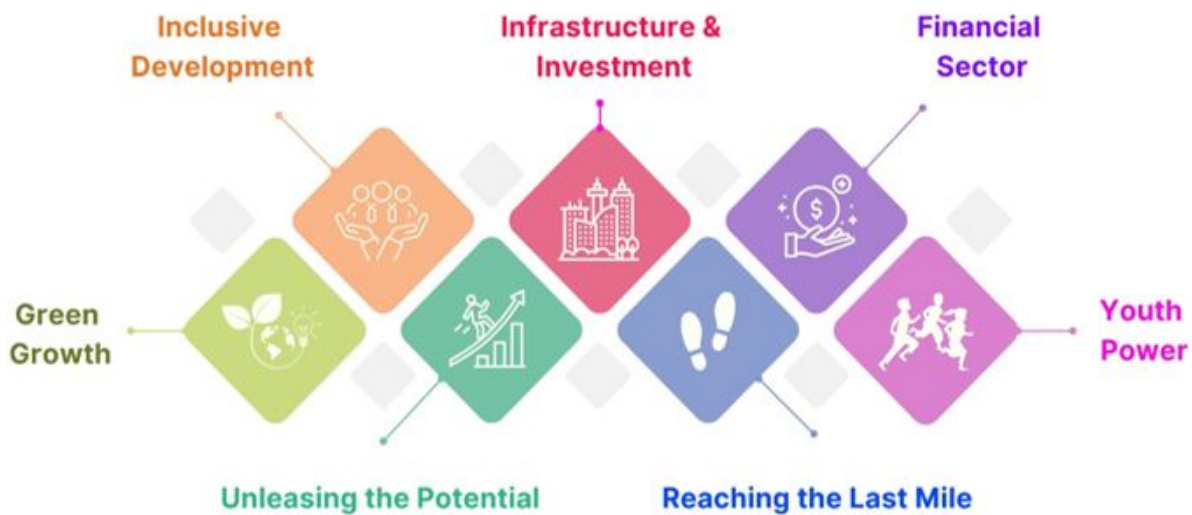 Inclusive
Development
Infrastructure &
Investment
Financial
Sector
$
Green
Growth
Youth
Power
Unleasing the Potential
Reaching the Last Mile